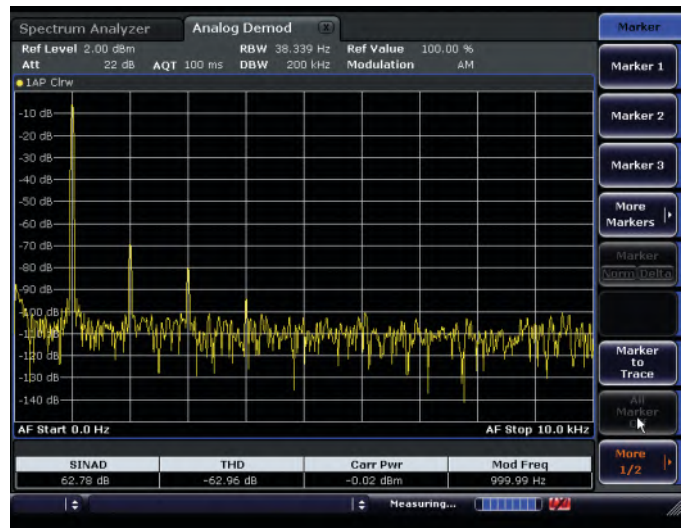 Spectrum Analyzer
Analog Demod
Marker
Ref Level 2.00 dBm RBW 38.339 Hz Ref Value 100.00 %
Att 22 dB AQT 100 ms DBW 200 kHz Modulation AM
1AP Clrw
-10 dB
-20 dB
-30 dB
-40 dB
-50 dB
-60 dB
-70 dB
-80 dB
-90 dB
-100 dB
-110 dB
-120 dB
-130 dB
-140 dB
AF Start 0.0 Hz AF Stop 10.0 kHz
SINAD THD Carr Pwr Mod Freq
62.78 dB -62.96 dB -0.02 dBm 999.99 Hz
Measuring...
Marker 1
Marker 2
Marker 3
More
Markers
Marker
Norm Delta
Marker
to
Trace
All
Marker
More
1/2